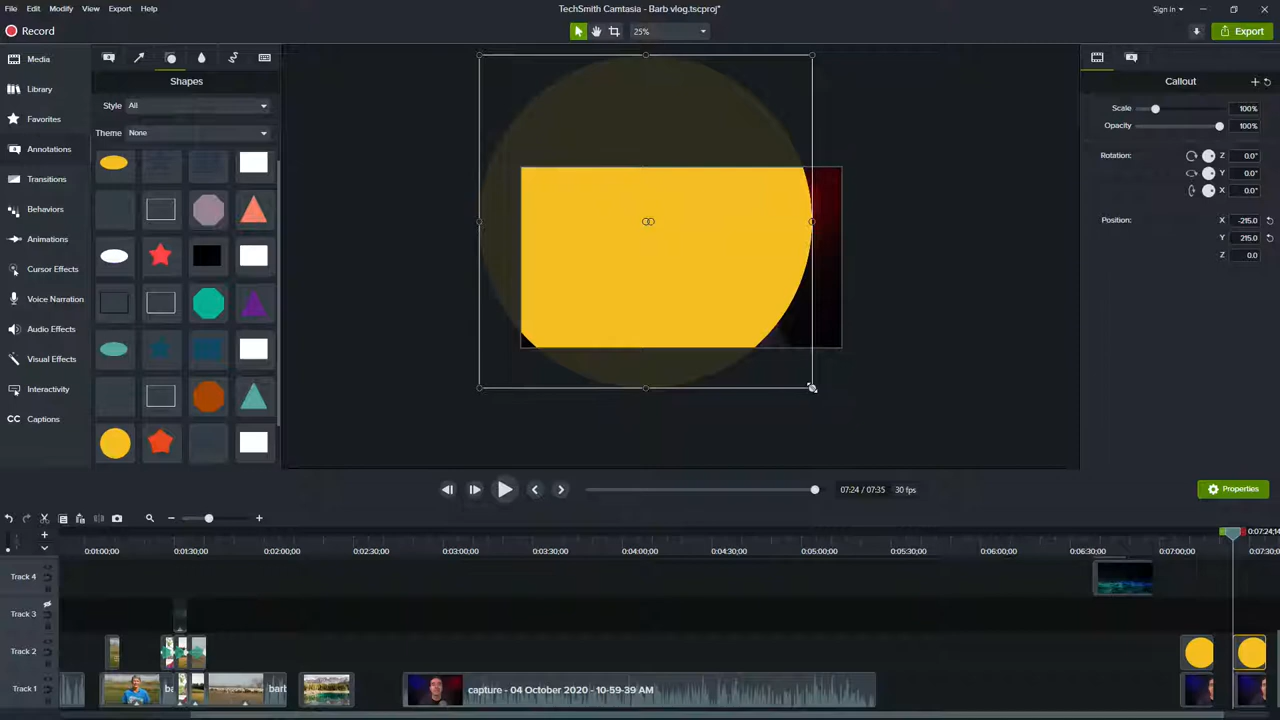 TechSmith Camtasia - Barb vlog.tscproj*
File Edit Modify View Export Help
Sign in
Record
25%
Export
Media
Library
Favorites
Annotations
Transitions
Behaviors
Animations
Cursor Effects
Voice Narration
Audio Effects
Visual Effects
Interactivity
CC Captions
Shapes
Style All
Theme None
Callout
Scale 100%
Opacity 100%
Rotation: Z 0.0°
Y 0.0°
X 0.0°
Position: X -215.0
Y 215.0
Z 0.0
07:24 / 07:35 30 fps
Properties
0:07:24;14
0:01:00;00 0:01:30;00 0:02:00;00 0:02:30;00 0:03:00;00 0:03:30;00 0:04:00;00 0:04:30;00 0:05:00;00 0:05:30;00 0:06:00;00 0:06:30;00 0:07:00;00 0:07:30;0
Track 4
Track 3
Track 2
Track 1
ba
barb
capture - 04 October 2020 - 10-59-39 AM